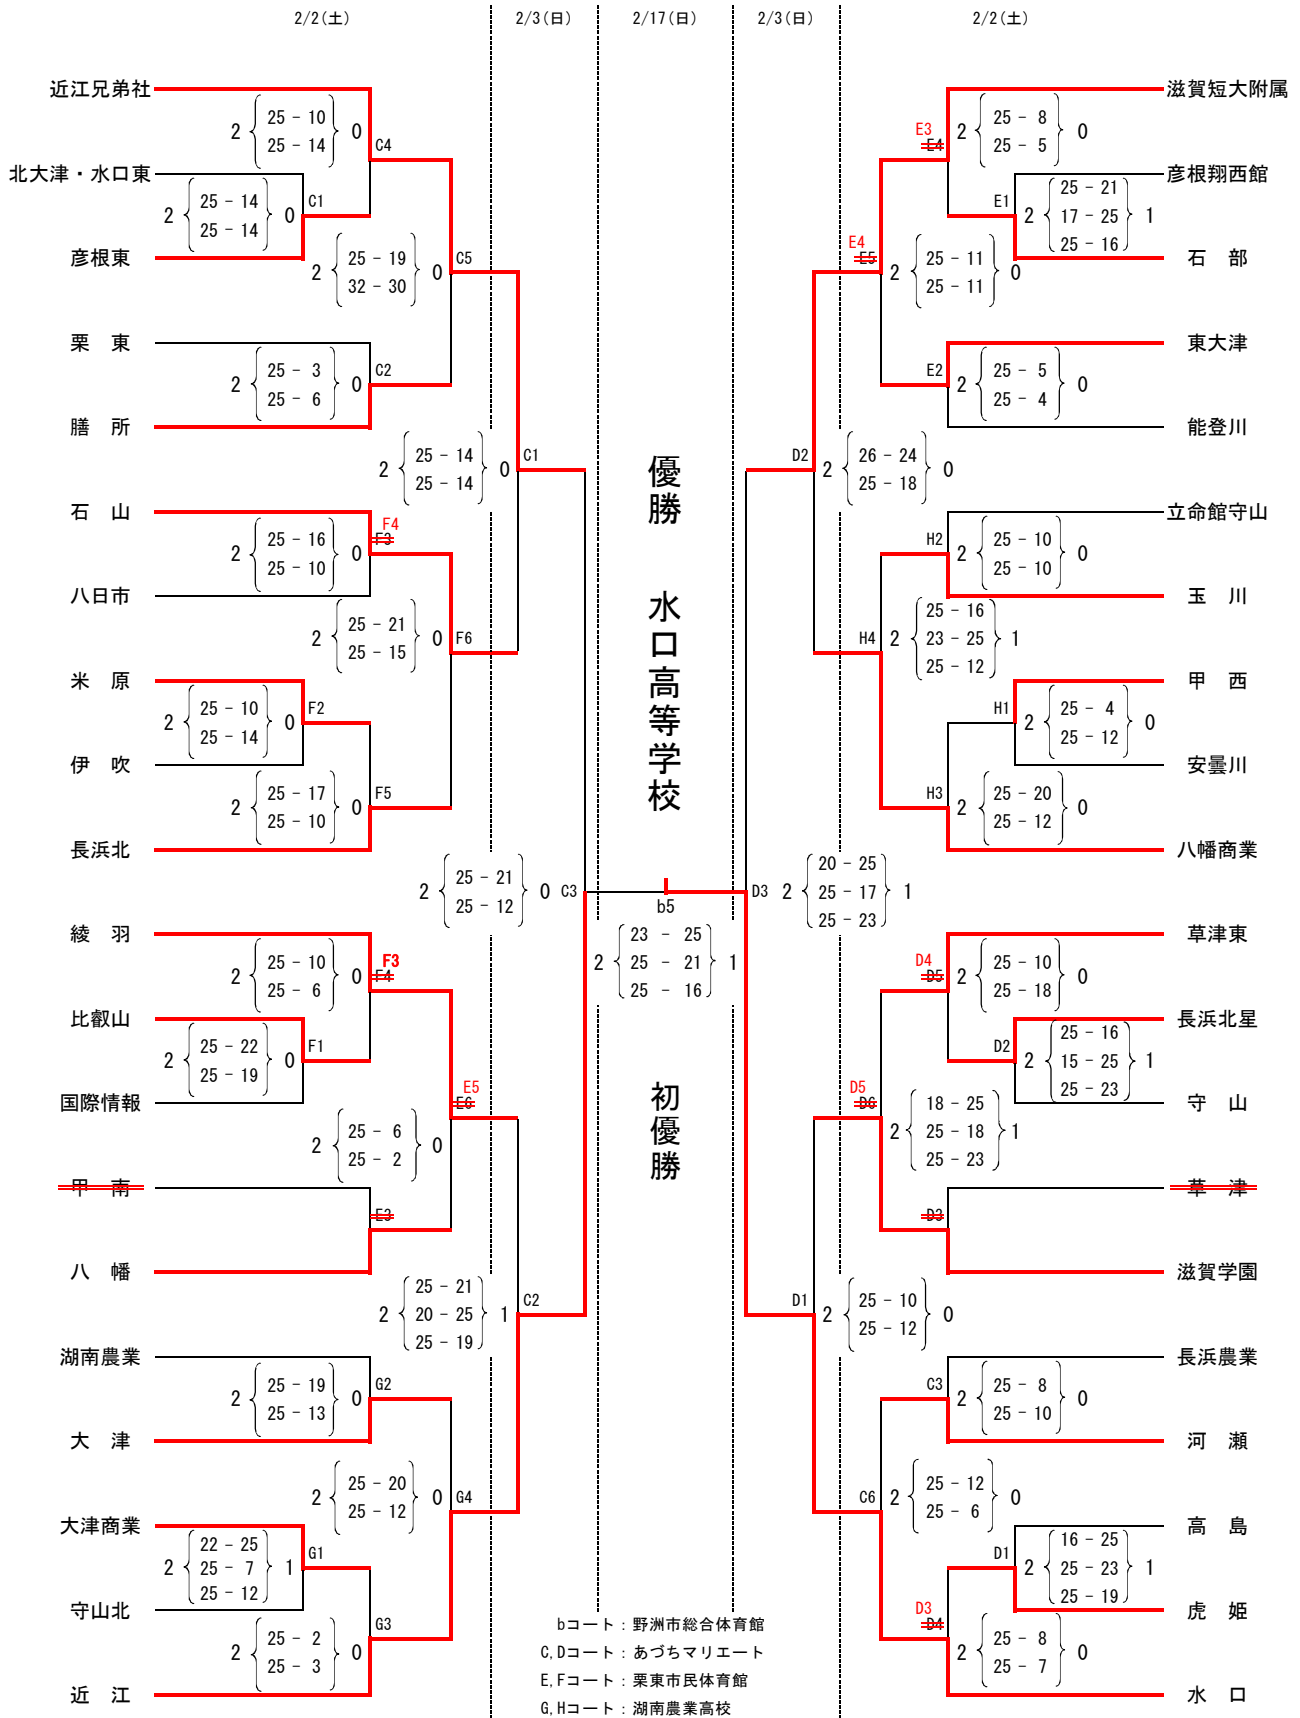 2/2(土)
2/3(日)
2/17(日)
2/3(日)
2/2(土)
近江兄弟社
2 25 - 10 0
25 - 14
C4
北大津・水口東
2 25 - 14 0
25 - 14
C1
彦根東
2 25 - 19 0
32 - 30
C5
栗 東
2 25 - 3 0
25 - 6
C2
膳 所
2 25 - 14 0
25 - 14
C1
石 山
F4
F3
2 25 - 16 0
25 - 10
八日市
2 25 - 21 0
25 - 15
F6
米 原
2 25 - 10 0
25 - 14
F2
伊 吹
2 25 - 17 0
25 - 10
F5
長浜北
2 25 - 21 0
25 - 12
C3
綾 羽
F3
F4
2 25 - 10 0
25 - 6
比叡山
2 25 - 22 0
25 - 19
F1
国際情報
E5
E6
2 25 - 6 0
25 - 2
甲 南
E3
八 幡
25 - 21
2 20 - 25 1
25 - 19
C2
湖南農業
2 25 - 19 0
25 - 13
G2
大 津
2 25 - 20 0
25 - 12
G4
大津商業
22 - 25
2 25 - 7 1
25 - 12
G1
守山北
2 25 - 2 0
25 - 3
G3
近 江
優勝 水口高等学校 初優勝
b5
23 - 25
2 25 - 21 1
25 - 16
滋賀短大附属
E3
E4
2 25 - 8 0
25 - 5
彦根翔西館
E1
25 - 21
2 17 - 25 1
25 - 16
石 部
E4
E5
2 25 - 11 0
25 - 11
東大津
E2
2 25 - 5 0
25 - 4
能登川
D2
2 26 - 24 0
25 - 18
立命館守山
H2
2 25 - 10 0
25 - 10
玉 川
H4
25 - 16
2 23 - 25 1
25 - 12
甲 西
H1
2 25 - 4 0
25 - 12
安曇川
H3
2 25 - 20 0
25 - 12
八幡商業
D3
20 - 25
2 25 - 17 1
25 - 23
草津東
D4
D5
2 25 - 10 0
25 - 18
長浜北星
D2
25 - 16
2 15 - 25 1
25 - 23
守 山
D5
D6
18 - 25
2 25 - 18 1
25 - 23
草 津
D3
滋賀学園
D1
2 25 - 10 0
25 - 12
長浜農業
C3
2 25 - 8 0
25 - 10
河 瀬
C6
2 25 - 12 0
25 - 6
高 島
D1
16 - 25
2 25 - 23 1
25 - 19
虎 姫
D3
D4
2 25 - 8 0
25 - 7
水 口
bコート：野洲市総合体育館
C,Dコート：あづちマリエート
E,Fコート：栗東市民体育館
G,Hコート：湖南農業高校